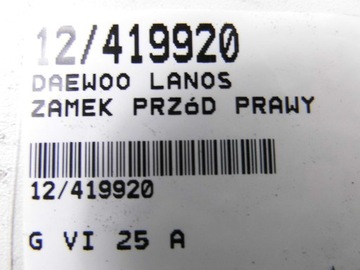 12/419920
DAEWOO LANOS
ZAMEK PRZóD PRAWY
12/419920
G VI 25 A